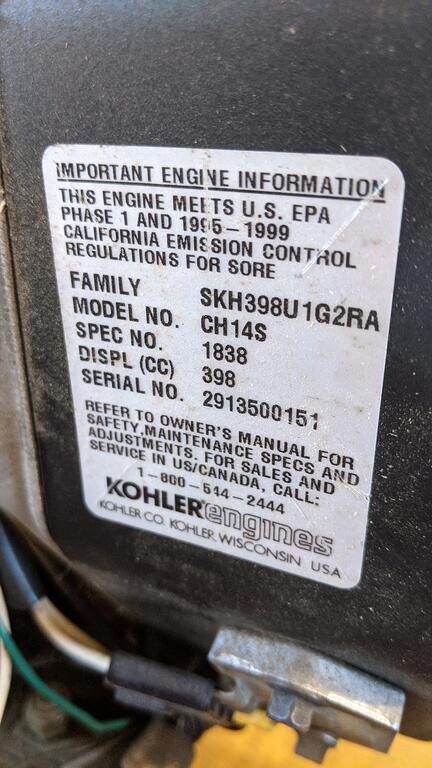 IMPORTANT ENGINE INFORMATION
THIS ENGINE MEETS U.S. EPA
PHASE 1 AND 1995-1999
CALIFORNIA EMISSION CONTROL
REGULATIONS FOR SORE
FAMILY SKH398U1G2RA
MODEL NO. CH14S
SPEC NO. 1838
DISPL (CC) 398
SERIAL NO. 2913500151
REFER TO OWNER'S MANUAL FOR
SAFETY, MAINTENANCE SPECS AND
ADJUSTMENTS. FOR SALES AND
SERVICE IN US/CANADA, CALL:
1-800-544-2444
KOHLERengines
KOHLER CO. KOHLER, WISCONSIN USA